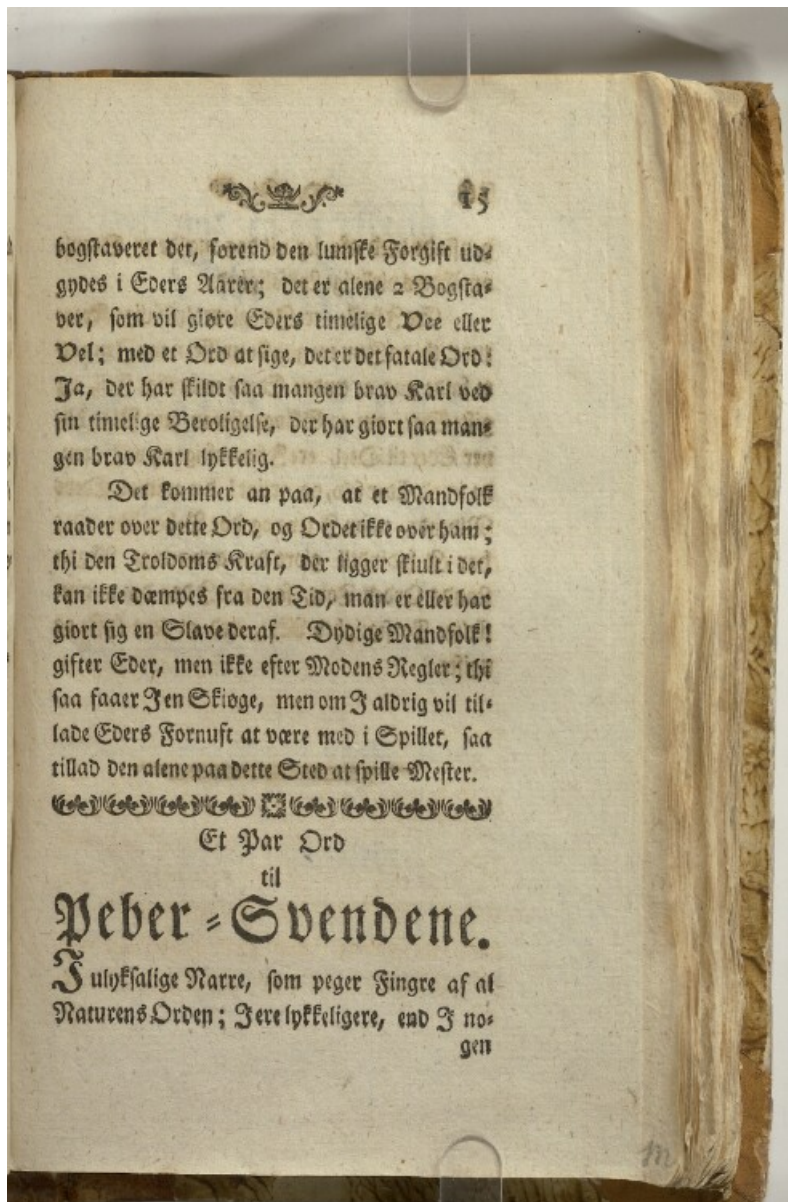 15
bogstaveret det, førend den lumske Forgift ud-
gydes i Eders Aarer; det er alene 2 Bogsta-
ver, som vil giøre Eders timelige Vee eller
Vel; med et Ord at sige, det er det fatale Ord:
Ja, der har skildt saa mangen brav Karl ved
sin timelige Beroligelse, der har giort saa man-
gen brav Karl lykkelig.
Det kommer an paa, at et Mandfolk
raader over dette Ord, og Ordet ikke over ham;
thi den Troldoms Kraft, der ligger skiult i det,
kan ikke dæmpes fra den Tid, man er eller har
giort sig en Slave deraf. Dydige Mandfolk!
gifter Eder, men ikke efter Modens Regler; thi
saa faaer I en Skiøge, men om I aldrig vil til-
lade Eders Fornuft at være med i Spillet, saa
tillad den alene paa dette Sted at spille Mester.
Et Par Ord
til
Peber-Svendene.
I ulyksalige Narre, som peger Fingre af al
Naturens Orden; I ere lykkeligere, end I no-
gen